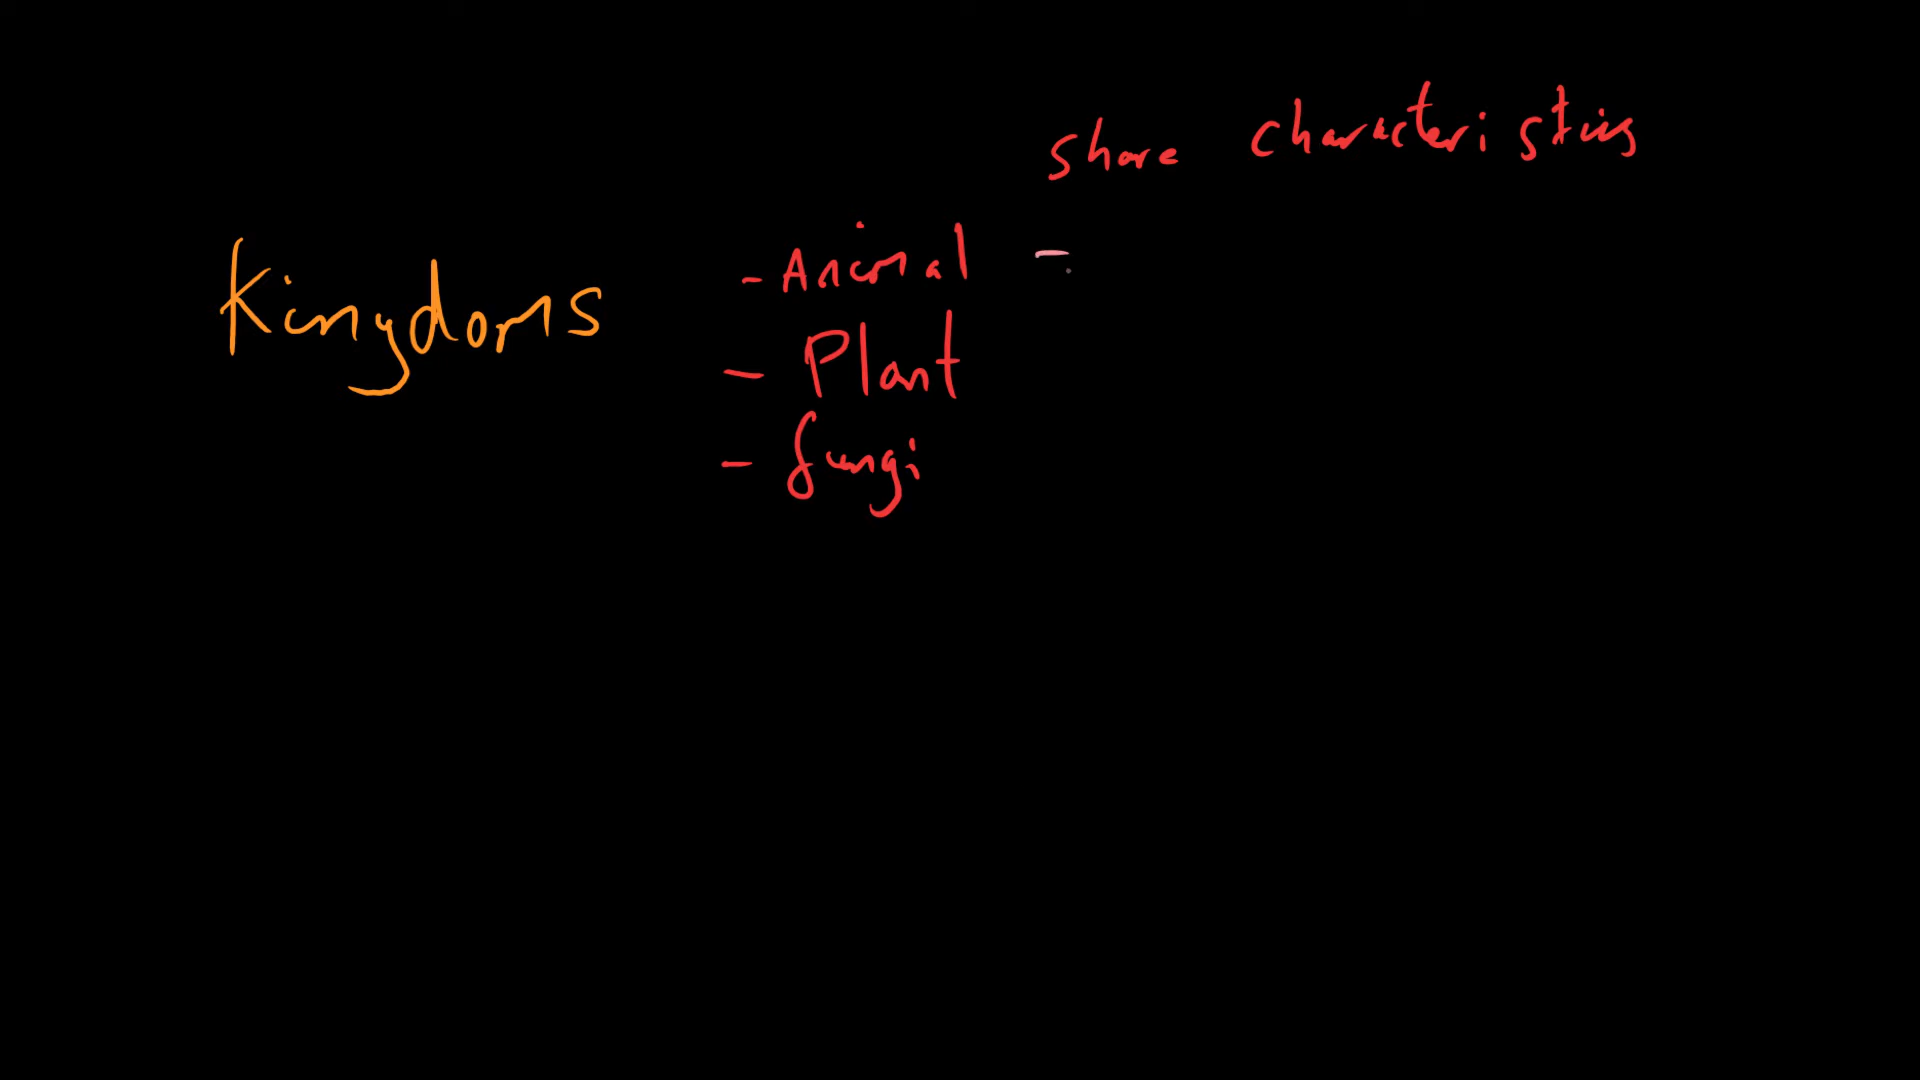 share characteristics
Kingdoms
- Animal -
- Plant
- fungi